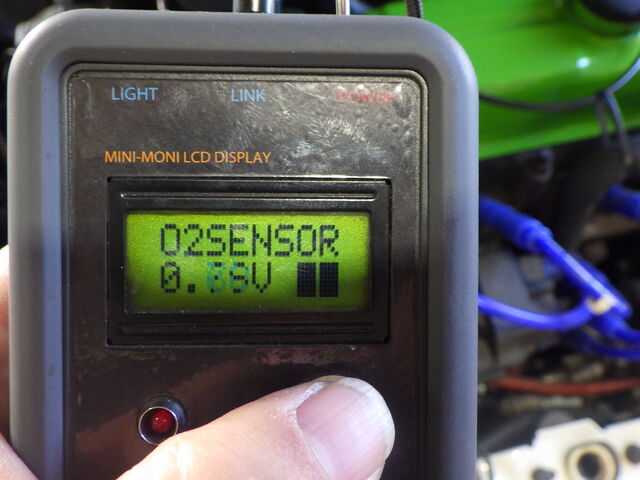 LIGHT LINK POWER
MINI-MONI LCD DISPLAY
O2SENSOR